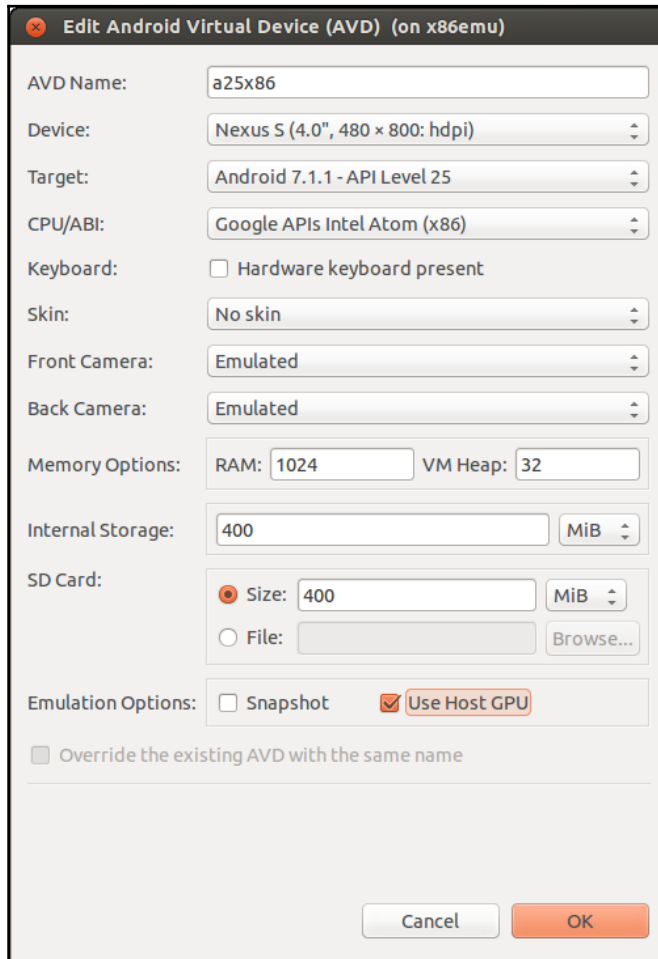 Edit Android Virtual Device (AVD) (on x86emu)
AVD Name: a25x86
Device: Nexus S (4.0", 480 × 800: hdpi)
Target: Android 7.1.1 - API Level 25
CPU/ABI: Google APIs Intel Atom (x86)
Keyboard: Hardware keyboard present
Skin: No skin
Front Camera: Emulated
Back Camera: Emulated
Memory Options: RAM: 1024 VM Heap: 32
Internal Storage: 400 MiB
SD Card:
Size: 400 MiB
File: Browse...
Emulation Options: Snapshot Use Host GPU
Override the existing AVD with the same name
Cancel OK